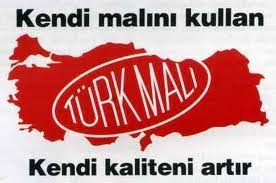 Kendi malını kullan
TÜRK MALI
Kendi kaliteni artır